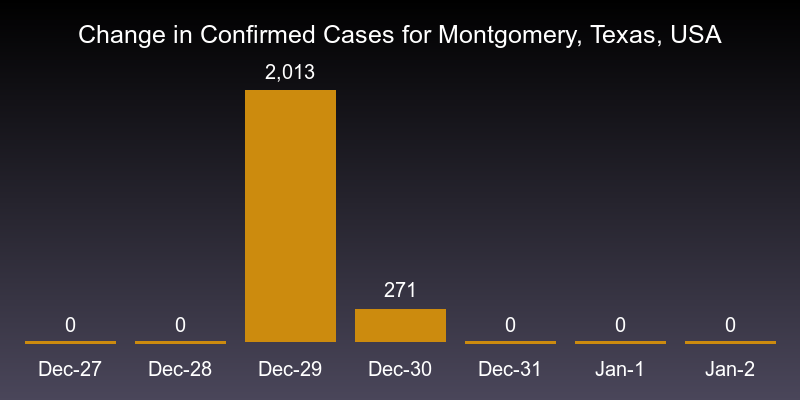 Change in Confirmed Cases for Montgomery, Texas, USA
2,013
271
0 0 0 0 0
Dec-27 Dec-28 Dec-29 Dec-30 Dec-31 Jan-1 Jan-2